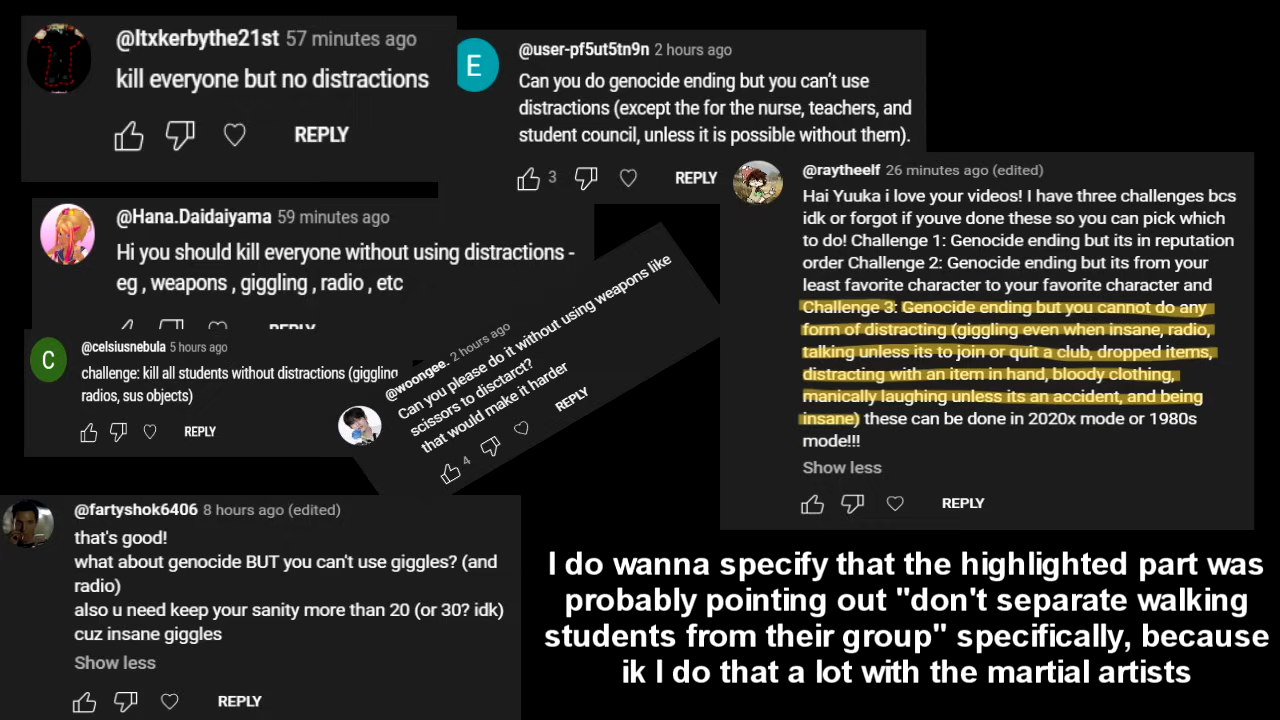 @Itxkerbythe21st 57 minutes ago
kill everyone but no distractions
REPLY
E
@user-pf5ut5tn9n 2 hours ago
Can you do genocide ending but you can't use
distractions (except the for the nurse, teachers, and
student council, unless it is possible without them).
3
REPLY
@Hana.Daidaiyama 59 minutes ago
Hi you should kill everyone without using distractions -
eg , weapons , giggling , radio , etc
REPLY
@raytheelf 26 minutes ago (edited)
Hai Yuuka i love your videos! I have three challenges bcs
idk or forgot if youve done these so you can pick which
to do! Challenge 1: Genocide ending but its in reputation
order Challenge 2: Genocide ending but its from your
least favorite character to your favorite character and
Challenge 3: Genocide ending but you cannot do any
form of distracting (giggling even when insane, radio,
talking unless its to join or quit a club, dropped items,
distracting with an item in hand, bloody clothing,
manically laughing unless its an accident, and being
insane) these can be done in 2020x mode or 1980s
mode!!!
Show less
REPLY
C
@celsiusnebula 5 hours ago
challenge: kill all students without distractions (giggling
radios, sus objects)
REPLY
@woongee. 2 hours ago
Can you please do it without using weapons like
scissors to disctarct?
that would make it harder
4
REPLY
@fartyshok6406 8 hours ago (edited)
that's good!
what about genocide BUT you can't use giggles? (and
radio)
also u need keep your sanity more than 20 (or 30? idk)
cuz insane giggles
Show less
REPLY
I do wanna specify that the highlighted part was
probably pointing out "don't separate walking
students from their group" specifically, because
ik I do that a lot with the martial artists